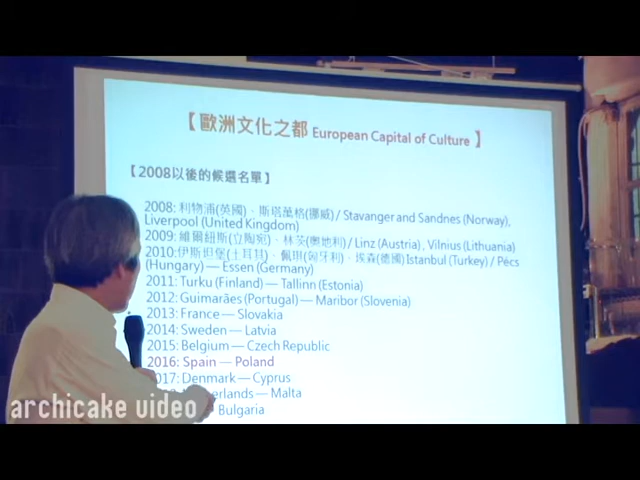 【歐洲文化之都 European Capital of Culture】
【2008以後的候選名單】
2008: 利物浦(英國)、斯塔萬格(挪威) / Stavanger and Sandnes (Norway),
Liverpool (United Kingdom)
2009: 維爾紐斯(立陶宛)、林茨(奧地利) / Linz (Austria), Vilnius (Lithuania)
2010: 伊斯坦堡(土耳其)、佩琪(匈牙利)、埃森(德國) Istanbul (Turkey) / Pécs
(Hungary) — Essen (Germany)
2011: Turku (Finland) — Tallinn (Estonia)
2012: Guimarães (Portugal) — Maribor (Slovenia)
2013: France — Slovakia
2014: Sweden — Latvia
2015: Belgium — Czech Republic
2016: Spain — Poland
2017: Denmark — Cyprus
— Malta
Bulgaria
archicake video